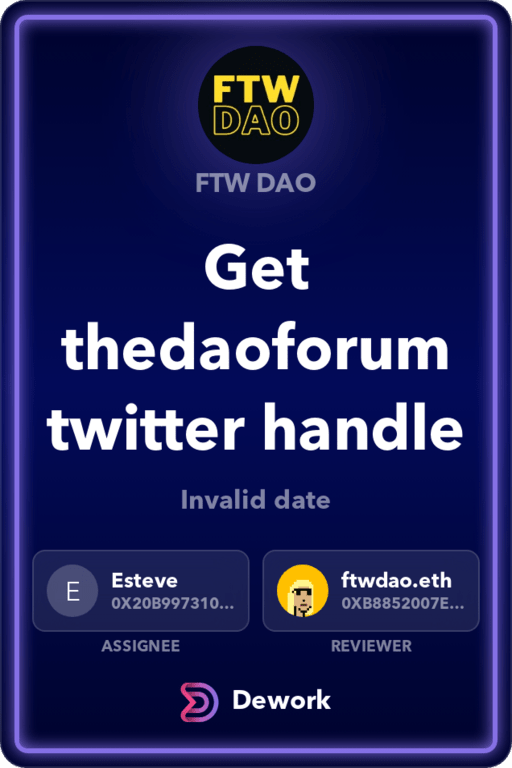 FTW
DAO
FTW DAO
Get
thedaoforum
twitter handle
Invalid date
E
Esteve
0X20B997310...
ftwdao.eth
0XB8852007E...
ASSIGNEE
REVIEWER
Dework